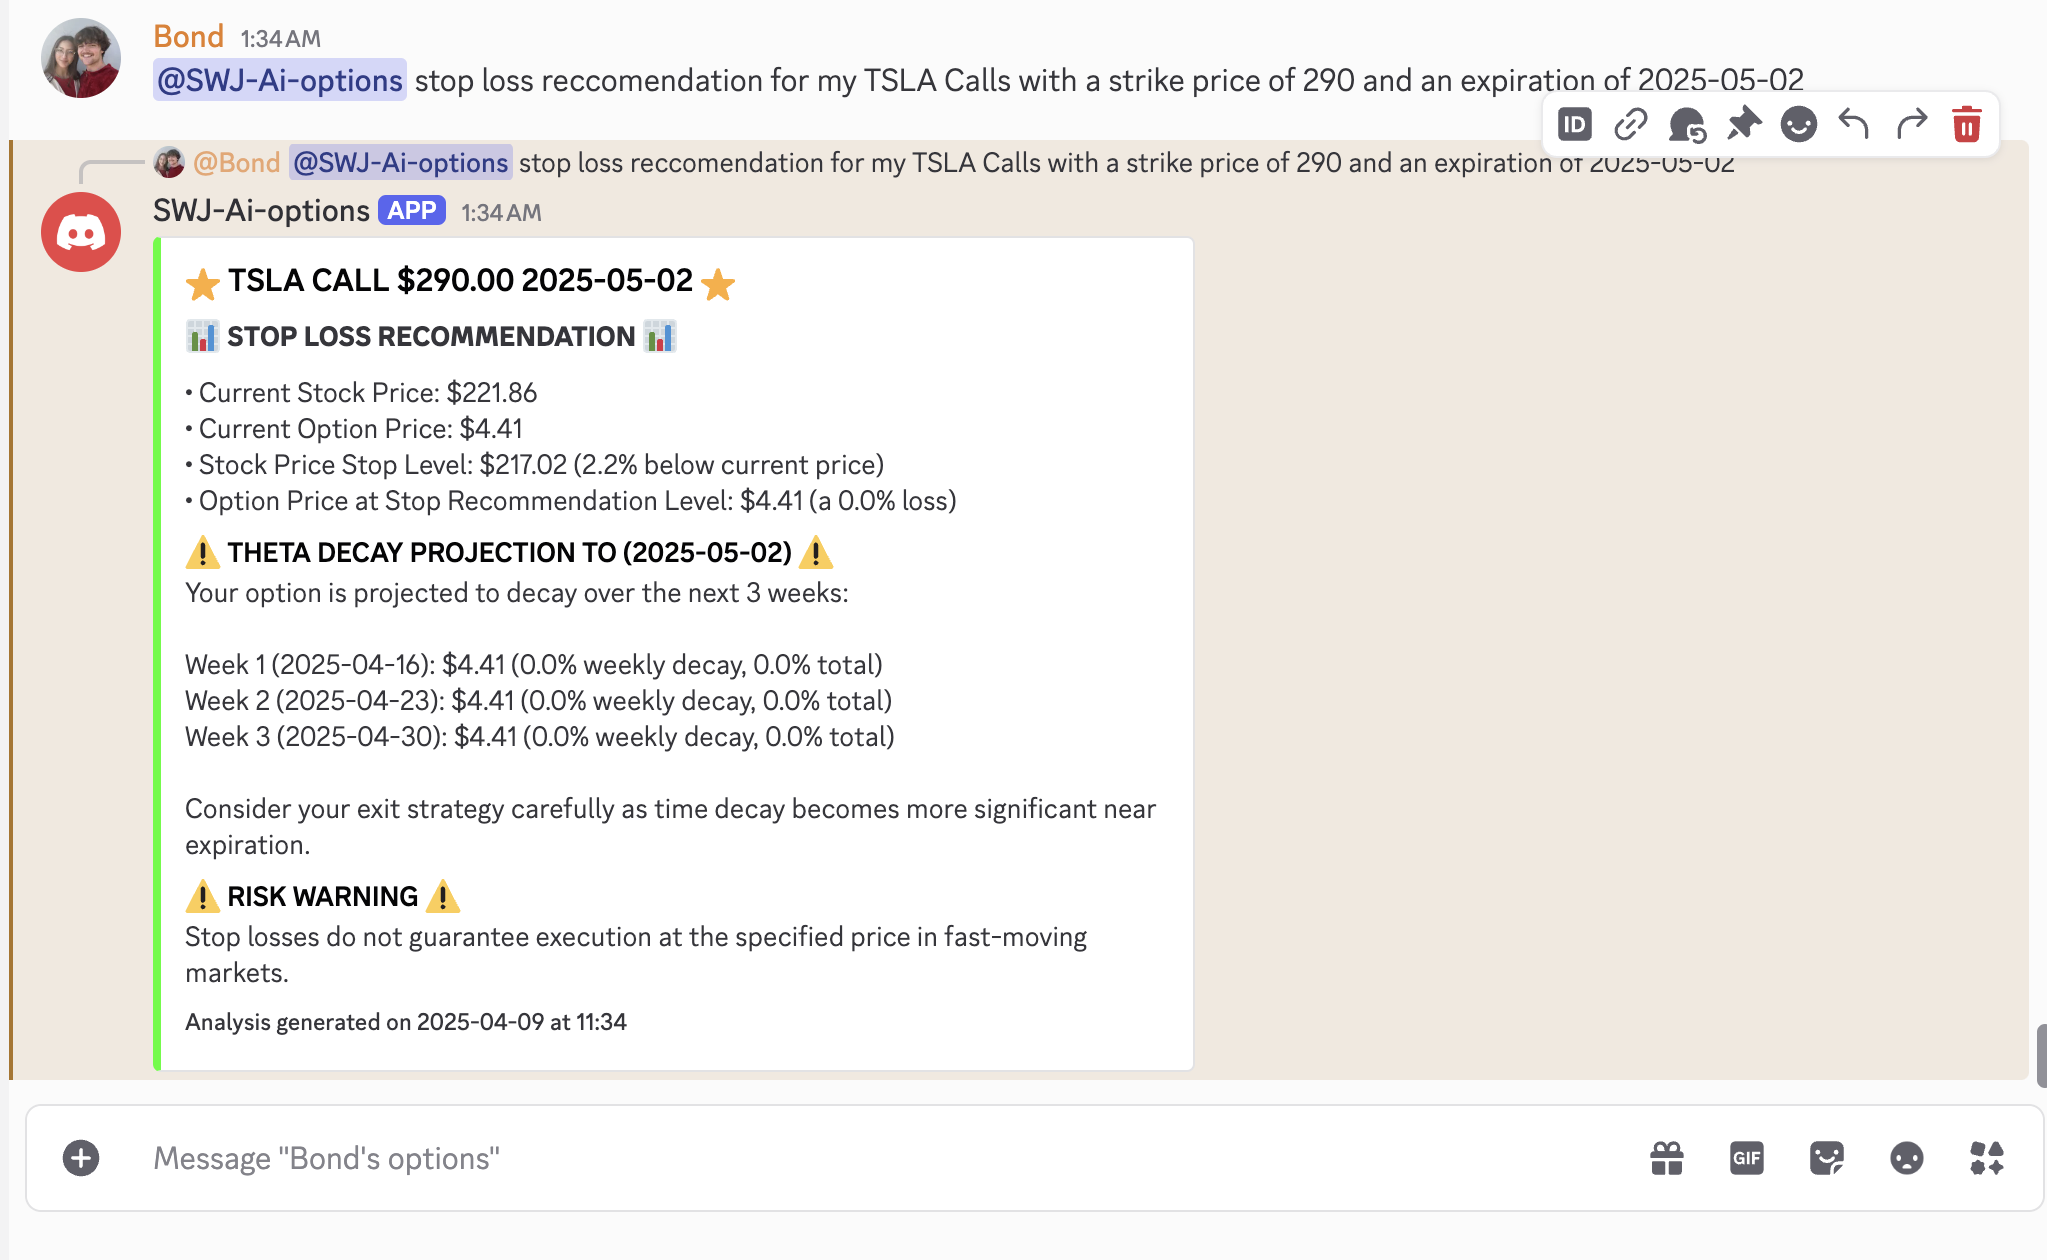 Bond 1:34 AM
@SWJ-Ai-options stop loss reccomendation for my TSLA Calls with a strike price of 290 and an expiration of 2025-05-02
ID
@Bond @SWJ-Ai-options stop loss reccomendation for my TSLA Calls with a strike price of 290 and an expiration of 2025-05-02
SWJ-Ai-options APP 1:34 AM
TSLA CALL $290.00 2025-05-02
STOP LOSS RECOMMENDATION
• Current Stock Price: $221.86
• Current Option Price: $4.41
• Stock Price Stop Level: $217.02 (2.2% below current price)
• Option Price at Stop Recommendation Level: $4.41 (a 0.0% loss)
THETA DECAY PROJECTION TO (2025-05-02)
Your option is projected to decay over the next 3 weeks:
Week 1 (2025-04-16): $4.41 (0.0% weekly decay, 0.0% total)
Week 2 (2025-04-23): $4.41 (0.0% weekly decay, 0.0% total)
Week 3 (2025-04-30): $4.41 (0.0% weekly decay, 0.0% total)
Consider your exit strategy carefully as time decay becomes more significant near
expiration.
RISK WARNING
Stop losses do not guarantee execution at the specified price in fast-moving
markets.
Analysis generated on 2025-04-09 at 11:34
Message "Bond's options"
GIF